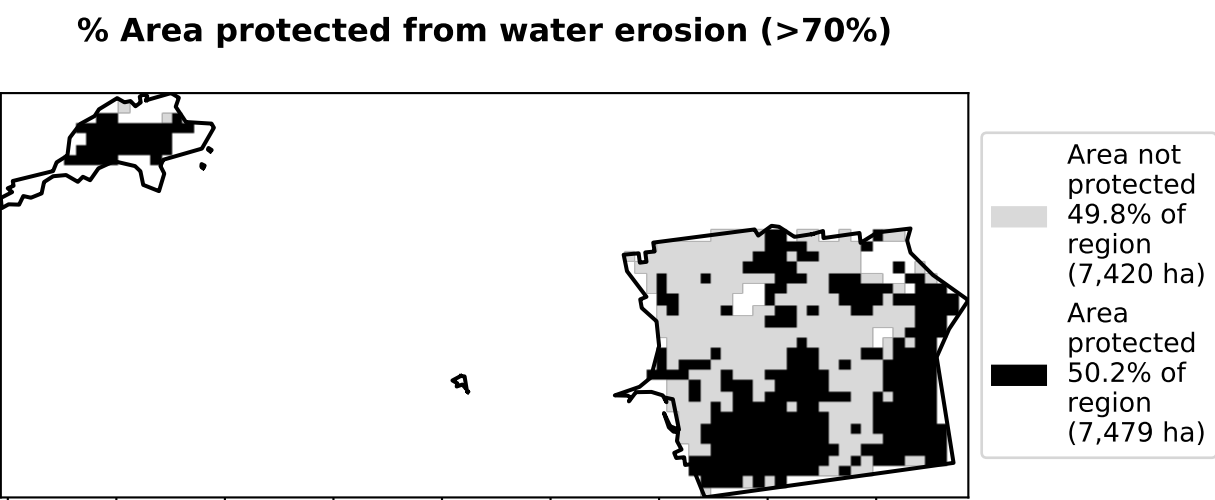 % Area protected from water erosion (>70%)
Area not
protected
49.8% of
region
(7,420 ha)
Area
protected
50.2% of
region
(7,479 ha)